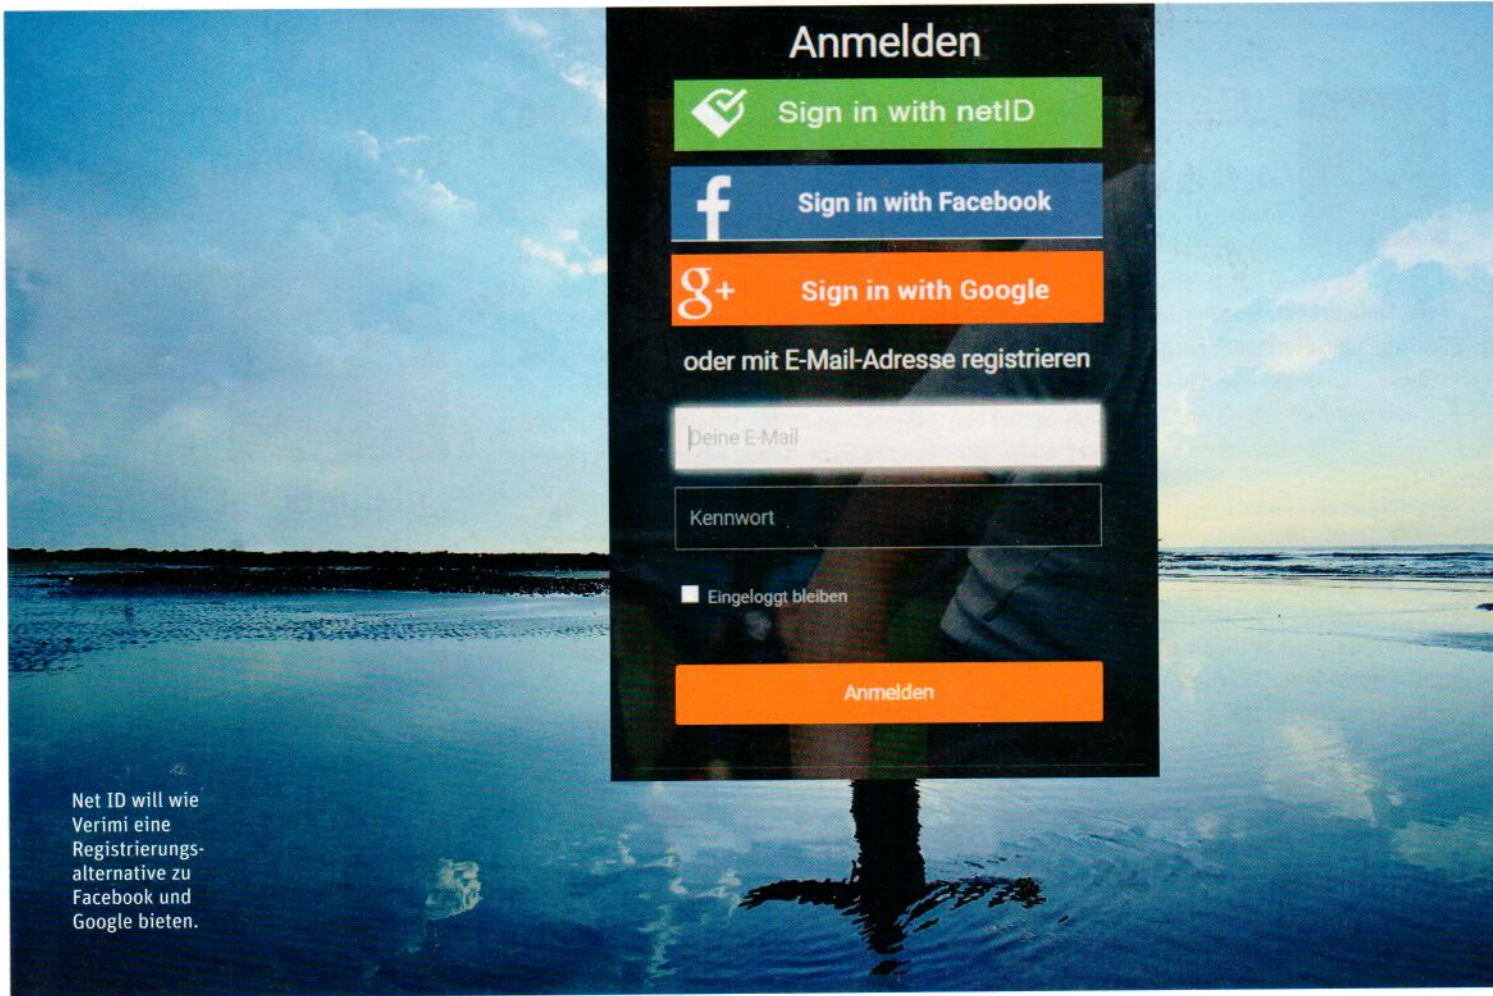 Anmelden
Sign in with netID
f Sign in with Facebook
g+ Sign in with Google
oder mit E-Mail-Adresse registrieren
Deine E-Mail
Kennwort
Eingeloggt bleiben
Anmelden
Net ID will wie
Verimi eine
Registrierungs-
alternative zu
Facebook und
Google bieten.